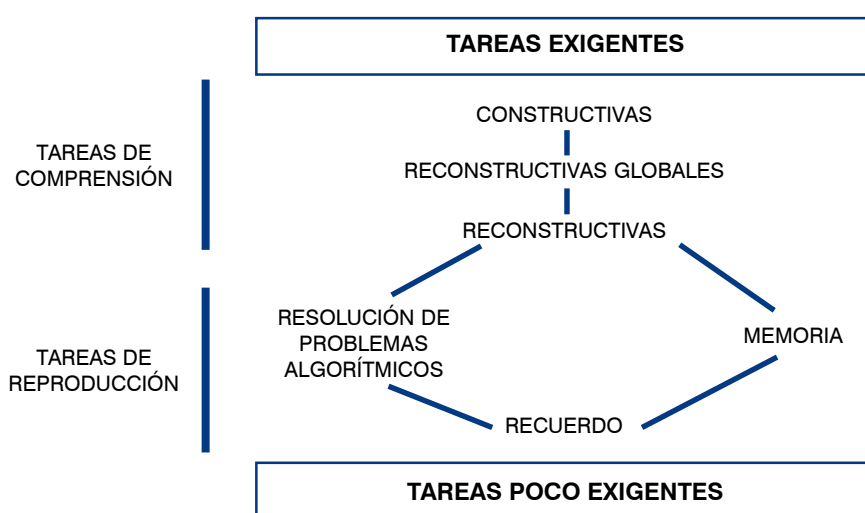 TAREAS EXIGENTES
CONSTRUCTIVAS
TAREAS DE
COMPRENSIÓN
RECONSTRUCTIVAS GLOBALES
RECONSTRUCTIVAS
RESOLUCIÓN DE
PROBLEMAS
ALGORÍTMICOS
MEMORIA
TAREAS DE
REPRODUCCIÓN
RECUERDO
TAREAS POCO EXIGENTES